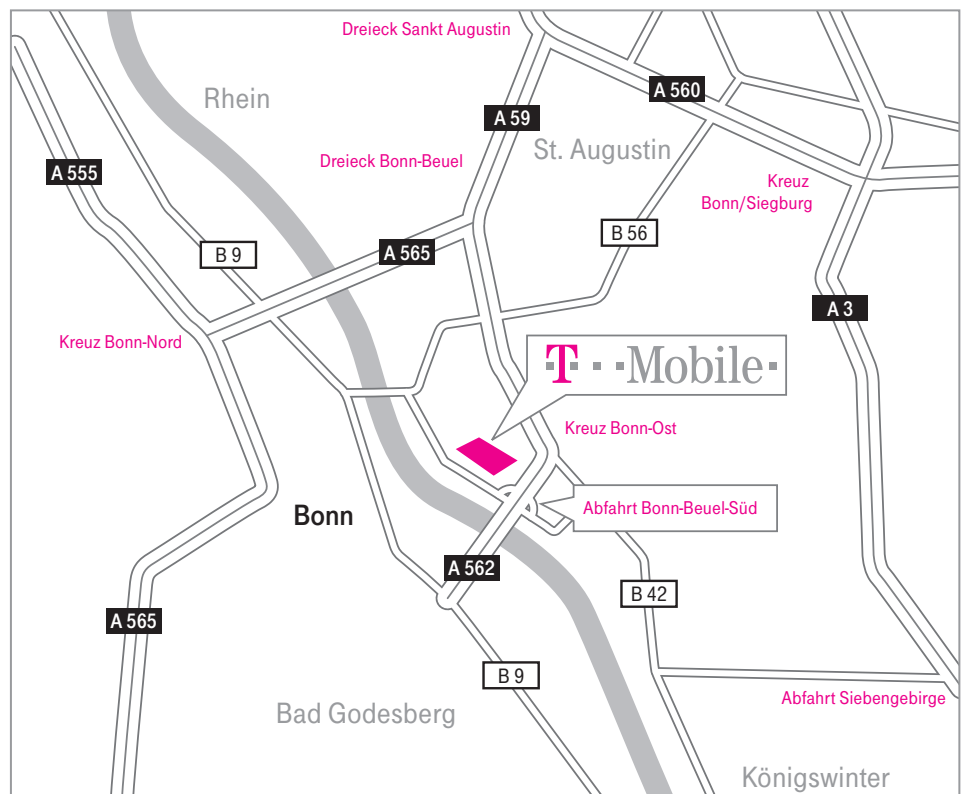 Dreieck Sankt Augustin
Rhein
A 560
A 59
St. Augustin
Dreieck Bonn-Beuel
A 555
Kreuz
Bonn/Siegburg
B 56
B 9
A 565
A 3
Kreuz Bonn-Nord
T Mobile
Kreuz Bonn-Ost
Bonn
Abfahrt Bonn-Beuel-Süd
A 562
B 42
A 565
B 9
Abfahrt Siebengebirge
Bad Godesberg
Königswinter